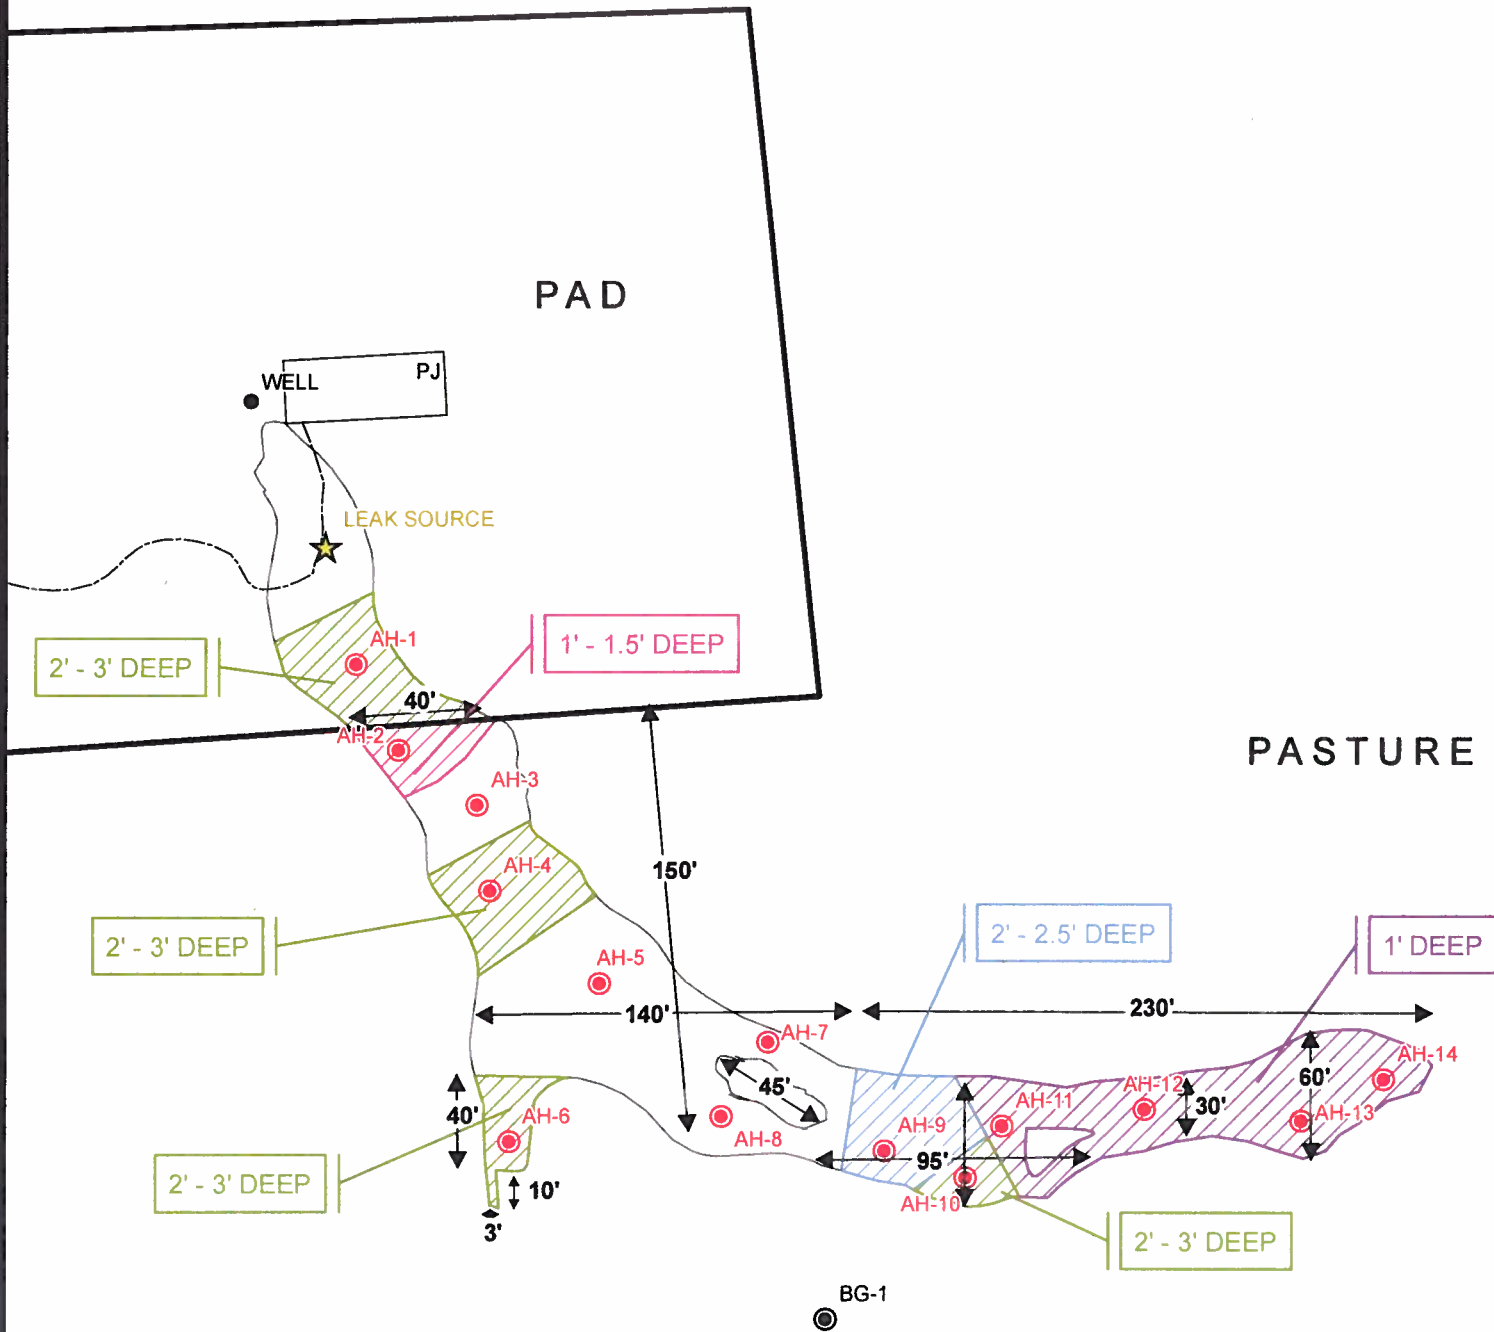 PAD
WELL
PJ
LEAK SOURCE
AH-1
1' - 1.5' DEEP
2' - 3' DEEP
40'
AH-2
PASTURE
AH-3
AH-4
150'
2' - 3' DEEP
2' - 2.5' DEEP
1' DEEP
AH-5
140'
230'
AH-7
AH-14
45'
AH-12
60'
40'
AH-6
30'
AH-11
AH-13
AH-8
AH-9
95'
2' - 3' DEEP
10'
AH-10
3'
2' - 3' DEEP
BG-1